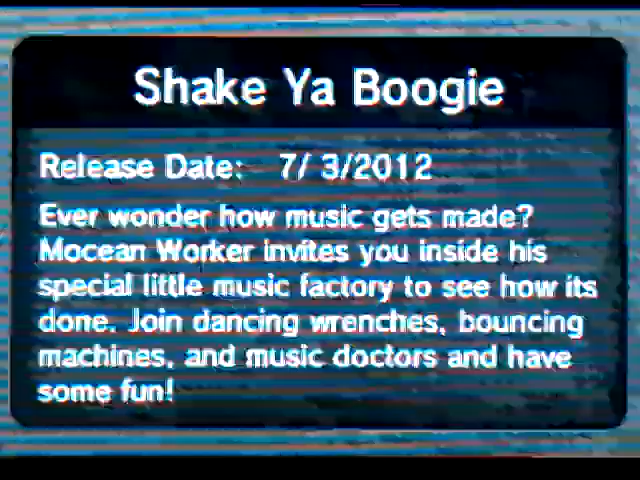 Shake Ya Boogie
Release Date: 7/ 3/2012
Ever wonder how music gets made?
Mocean Worker invites you inside his
special little music factory to see how its
done. Join dancing wrenches, bouncing
machines, and music doctors and have
some fun!